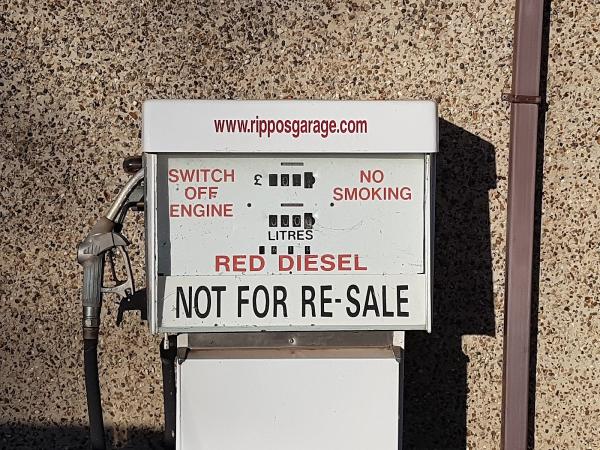 www.ripposgarage.com
SWITCH
OFF
ENGINE
£
NO
SMOKING
LITRES
RED DIESEL
NOT FOR RE-SALE